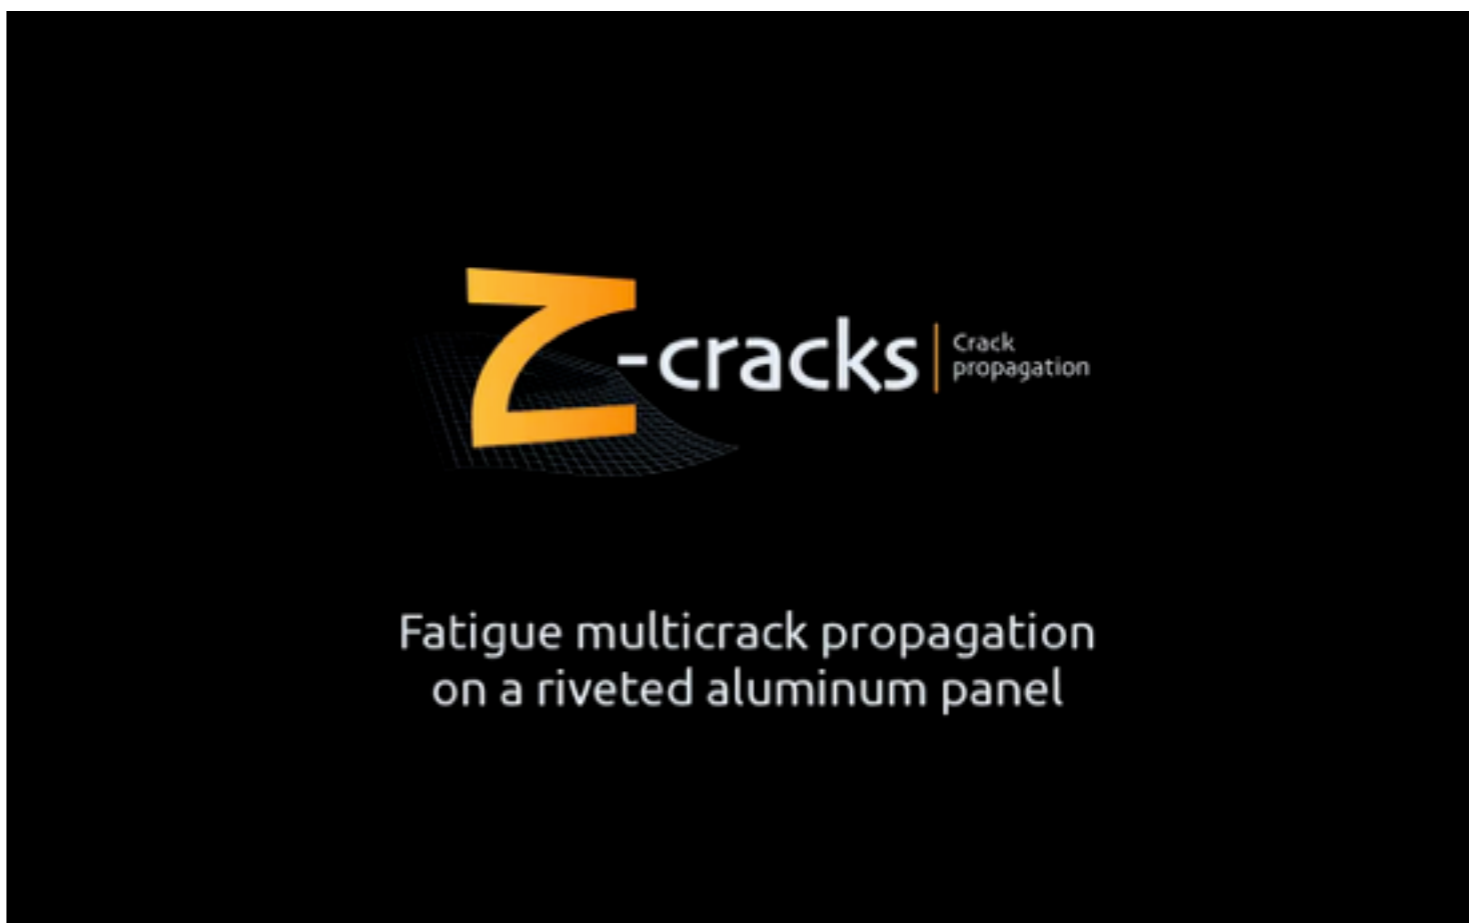 Z-cracks
Crack
propagation
Fatigue multicrack propagation
on a riveted aluminum panel